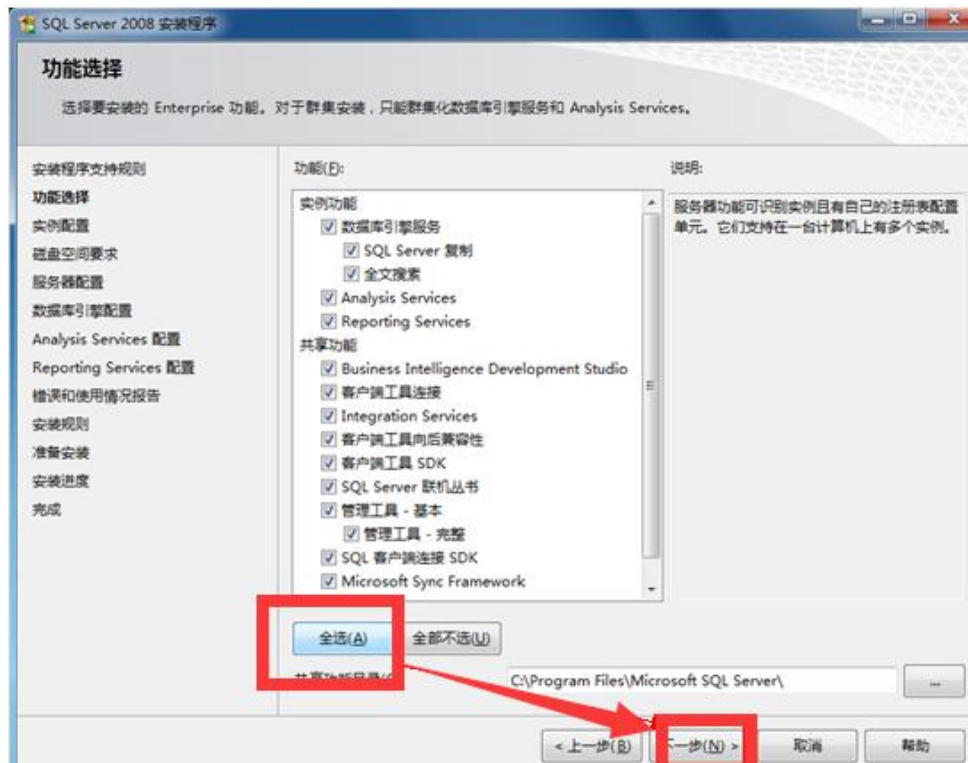 SQL Server 2008 安装程序
功能选择
选择要安装的 Enterprise 功能。对于群集安装，只能群集化数据库引擎服务和 Analysis Services。
安装程序支持规则
功能选择
实例配置
磁盘空间要求
服务器配置
数据库引擎配置
Analysis Services 配置
Reporting Services 配置
错误和使用情况报告
安装规则
准备安装
安装进度
完成
功能(F):
实例功能
数据库引擎服务
SQL Server 复制
全文搜索
Analysis Services
Reporting Services
共享功能
Business Intelligence Development Studio
客户端工具连接
Integration Services
客户端工具向后兼容性
客户端工具 SDK
SQL Server 联机丛书
管理工具 - 基本
管理工具 - 完整
SQL 客户端连接 SDK
Microsoft Sync Framework
说明:
服务器功能可识别实例且有自己的注册表配置
单元。它们支持在一台计算机上有多个实例。
全选(A) 全部不选(U)
共享功能目录 C:\Program Files\Microsoft SQL Server\ ...
< 上一步(B) 下一步(N) > 取消 帮助